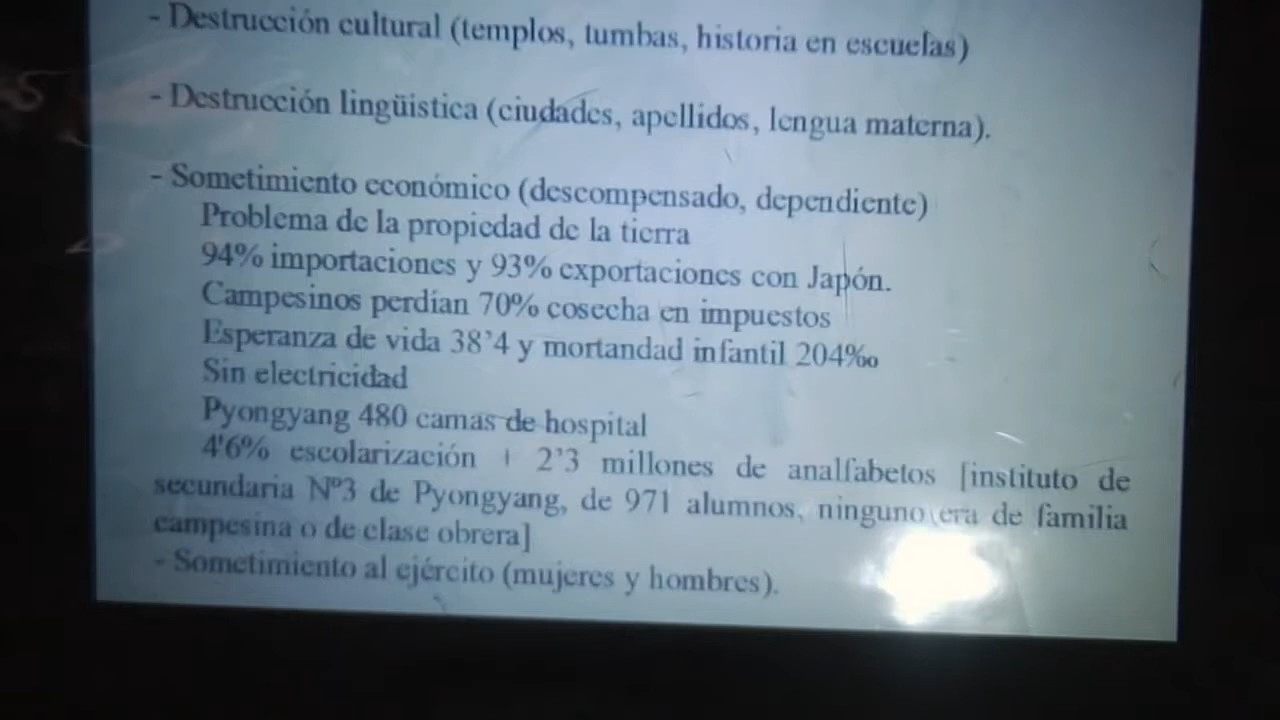 - Destrucción cultural (templos, tumbas, historia en escuelas)
- Destrucción lingüistica (ciudades, apellidos, lengua materna).
- Sometimiento económico (descompensado, dependiente)
Problema de la propiedad de la tierra
94% importaciones y 93% exportaciones con Japón.
Campesinos perdían 70% cosecha en impuestos
Esperanza de vida 38’4 y mortandad infantil 204‰
Sin electricidad
Pyongyang 480 camas de hospital
4'6% escolarización + 2’3 millones de analfabetos [instituto de
secundaria Nº3 de Pyongyang, de 971 alumnos, ninguno era de familia
campesina o de clase obrera]
- Sometimiento al ejército (mujeres y hombres).